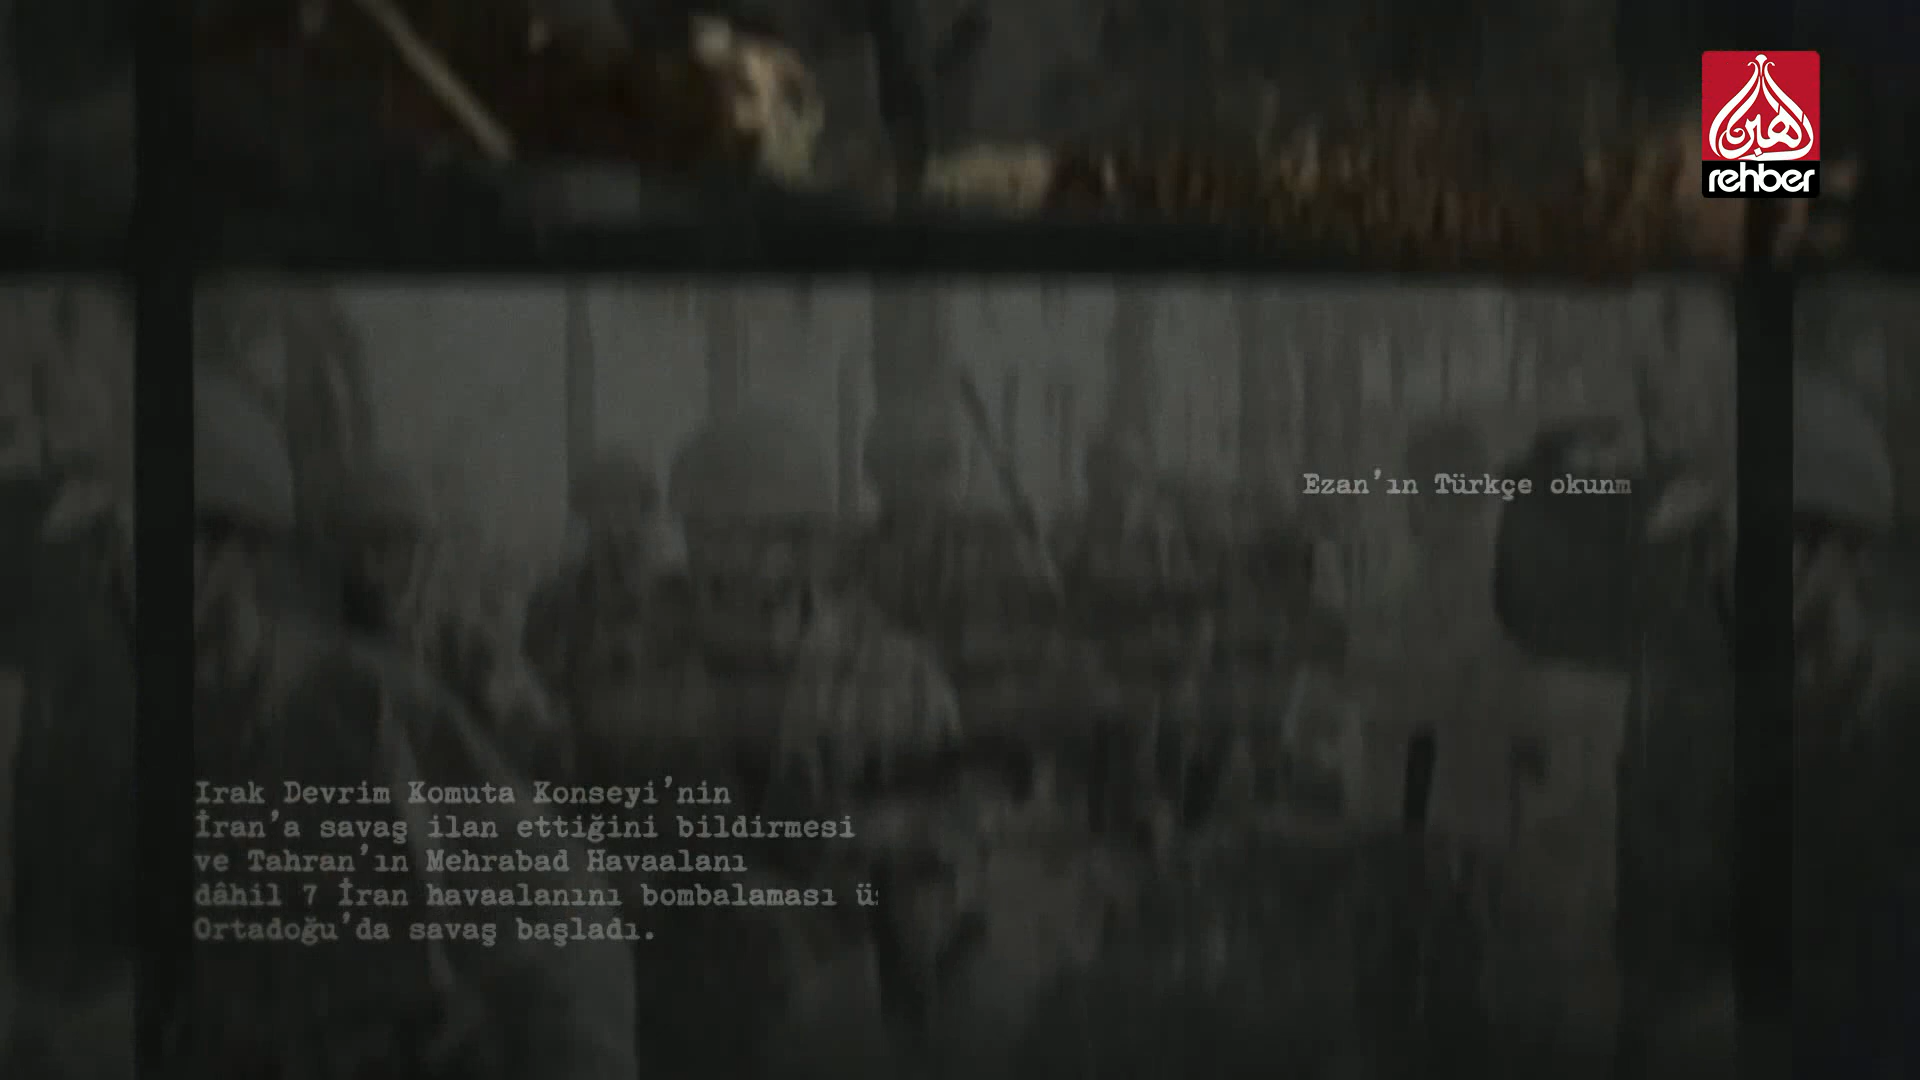 رهبر
rehber
Ezan'ın Türkçe okunm
Irak Devrim Komuta Konseyi'nin
İran'a savaş ilan ettiğini bildirmesi
ve Tahran'ın Mehrabad Havaalanı
dâhil 7 İran havaalanını bombalaması
Ortadoğu'da savaş başladı.